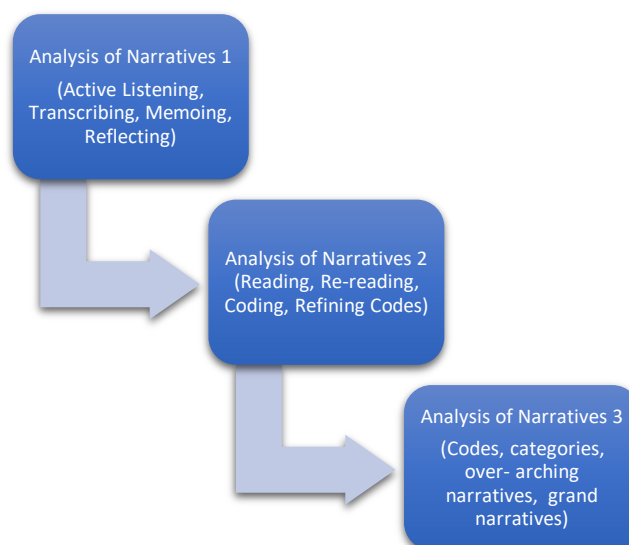 Analysis of Narratives 1
(Active Listening,
Transcribing, Memoing,
Reflecting)
Analysis of Narratives 2
(Reading, Re-reading,
Coding, Refining Codes)
Analysis of Narratives 3
(Codes, categories,
over- arching
narratives, grand
narratives)